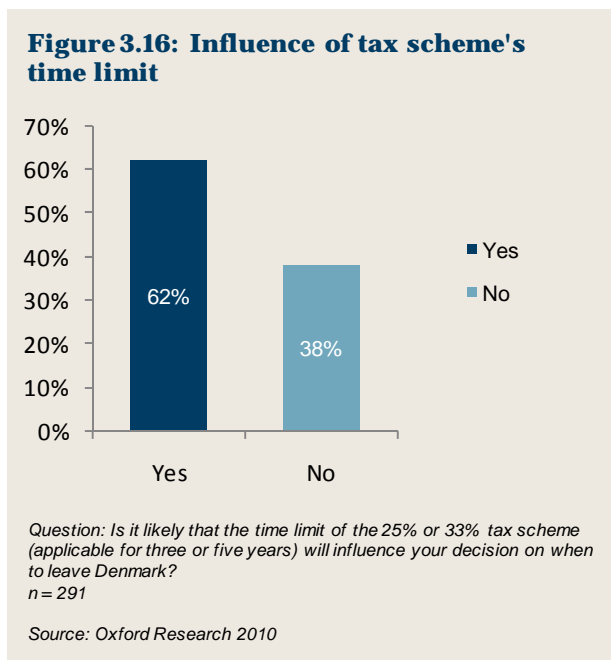 Figure 3.16: Influence of tax scheme's
time limit
70%
60%
50%
40%
30%
20%
10%
0%
62%
38%
Yes
No
Yes
No
Question: Is it likely that the time limit of the 25% or 33% tax scheme
(applicable for three or five years) will influence your decision on when
to leave Denmark?
n = 291
Source: Oxford Research 2010